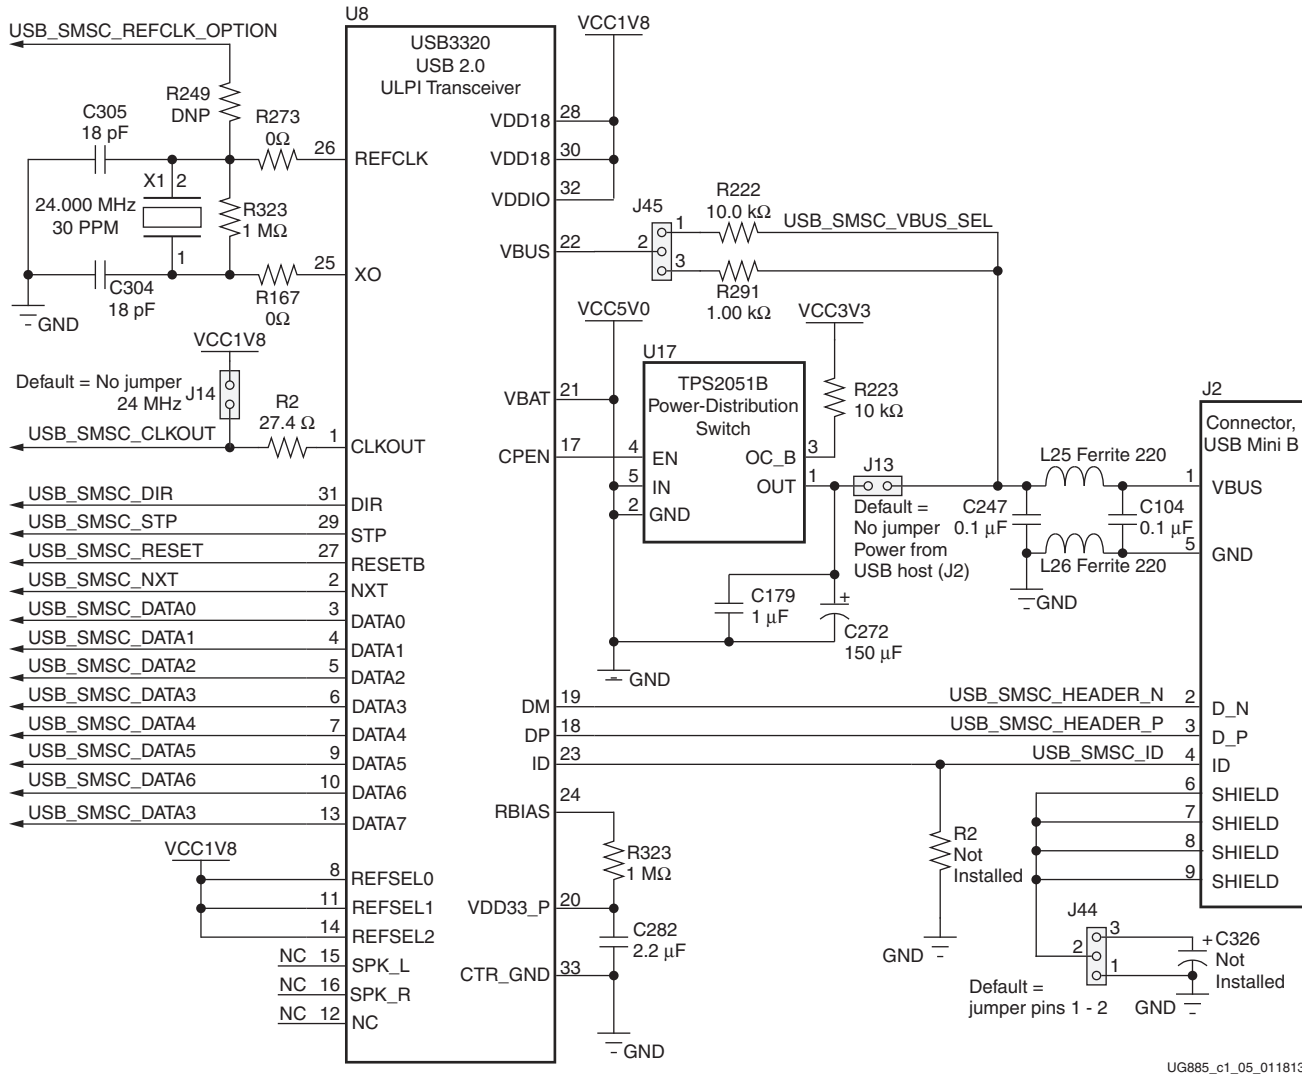 USB_SMSC_REFCLK_OPTION
U8
USB3320
USB 2.0
ULPI Transceiver
VCC1V8
R249
DNP
C305
18 pF
R273
0Ω
26
REFCLK
X1
2
24.000 MHz
30 PPM
R323
1 MΩ
1
25
XO
C304
18 pF
R167
0Ω
GND
VCC1V8
Default = No jumper
24 MHz
J14
R2
27.4 Ω
USB_SMSC_CLKOUT
1
CLKOUT
USB_SMSC_DIR
31
DIR
USB_SMSC_STP
29
STP
USB_SMSC_RESET
27
RESETB
USB_SMSC_NXT
2
NXT
USB_SMSC_DATA0
3
DATA0
USB_SMSC_DATA1
4
DATA1
USB_SMSC_DATA2
5
DATA2
USB_SMSC_DATA3
6
DATA3
USB_SMSC_DATA4
7
DATA4
USB_SMSC_DATA5
9
DATA5
USB_SMSC_DATA6
10
DATA6
USB_SMSC_DATA3
13
DATA7
VCC1V8
8
REFSEL0
11
REFSEL1
14
REFSEL2
NC 15
SPK_L
NC 16
SPK_R
NC 12
NC
VDD18
28
VDD18
30
VDDIO
32
VBUS
22
J45
1
2
3
R222
10.0 kΩ
USB_SMSC_VBUS_SEL
R291
1.00 kΩ
VCC5V0
VCC3V3
U17
TPS2051B
Power-Distribution
Switch
R223
10 kΩ
VBAT
21
CPEN
17
4
EN
5
IN
2
GND
OC_B
3
OUT
1
J13
Default =
No jumper
Power from
USB host (J2)
C247
0.1 µF
L25 Ferrite 220
C104
0.1 µF
L26 Ferrite 220
GND
J2
Connector,
USB Mini B
1
VBUS
5
GND
C179
1 µF
+
C272
150 µF
GND
DM
19
USB_SMSC_HEADER_N
2
D_N
DP
18
USB_SMSC_HEADER_P
3
D_P
ID
23
USB_SMSC_ID
4
ID
6
SHIELD
7
SHIELD
8
SHIELD
9
SHIELD
RBIAS
24
R323
1 MΩ
VDD33_P
20
C282
2.2 µF
CTR_GND
33
GND
R2
Not
Installed
GND
J44
3
2
1
Default =
jumper pins 1 - 2
+
C326
Not
Installed
GND
UG885_c1_05_011813